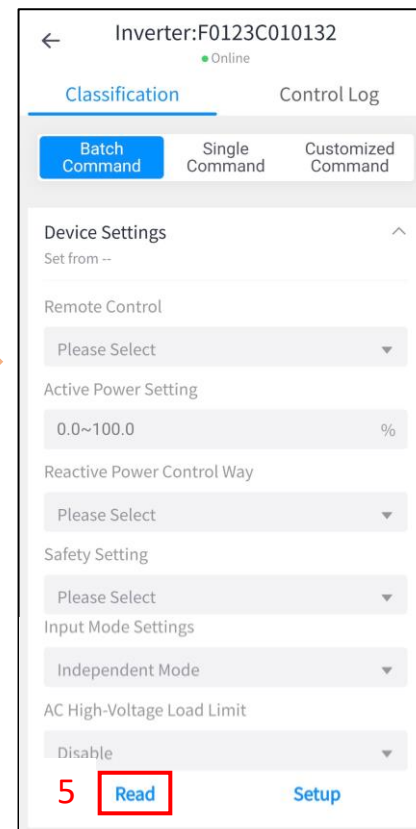 Inverter:F0123C010132
Online
Classification Control Log
Batch Command Single Command Customized Command
Device Settings
Set from --
Remote Control
Please Select
Active Power Setting
0.0~100.0 %
Reactive Power Control Way
Please Select
Safety Setting
Please Select
Input Mode Settings
Independent Mode
AC High-Voltage Load Limit
Disable
5 Read Setup